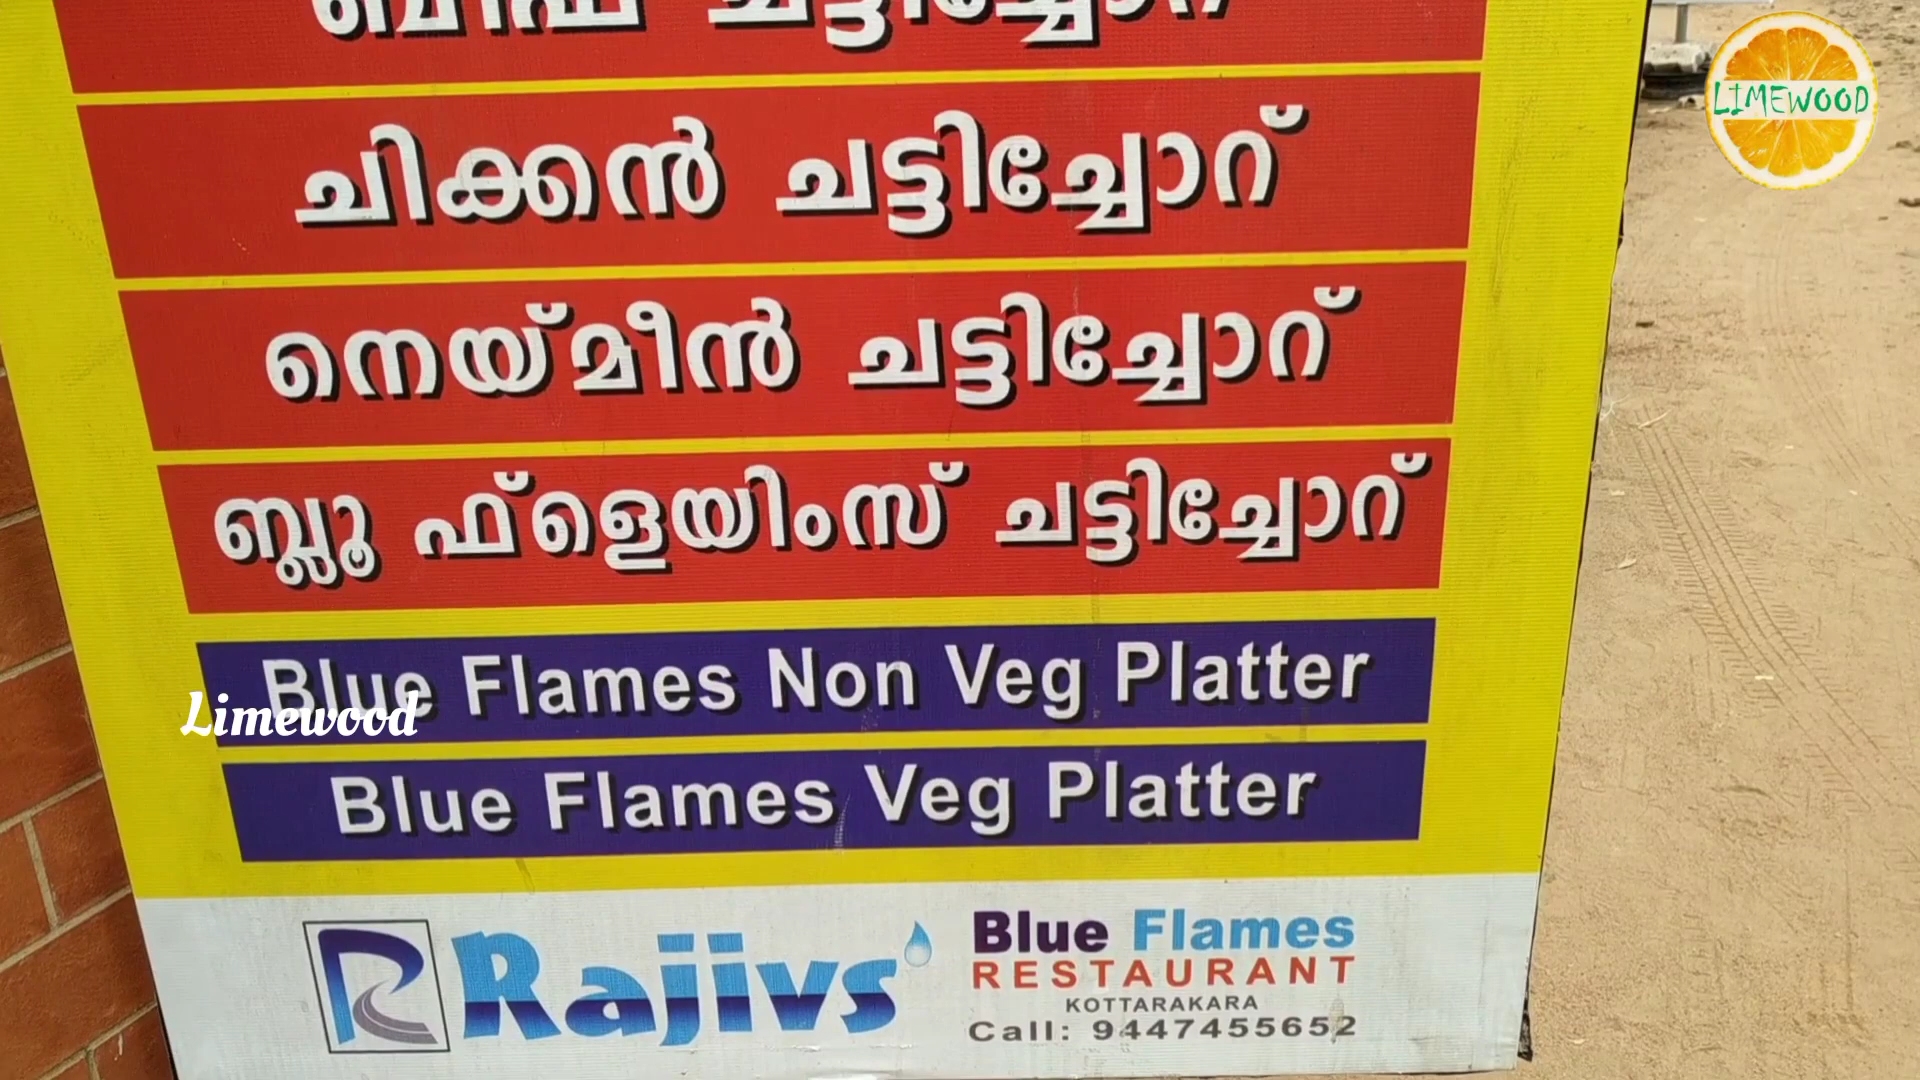 ബീഫ് ചട്ടിച്ചോറ്
LIMEWOOD
ചിക്കൻ ചട്ടിച്ചോറ്
നെയ്മീൻ ചട്ടിച്ചോറ്
ബ്ലൂ ഫ്ളെയിംസ് ചട്ടിച്ചോറ്
Blue Flames Non Veg Platter
Limewood
Blue Flames Veg Platter
Rajivs'
Blue Flames
RESTAURANT
KOTTARAKARA
Call: 9447455652